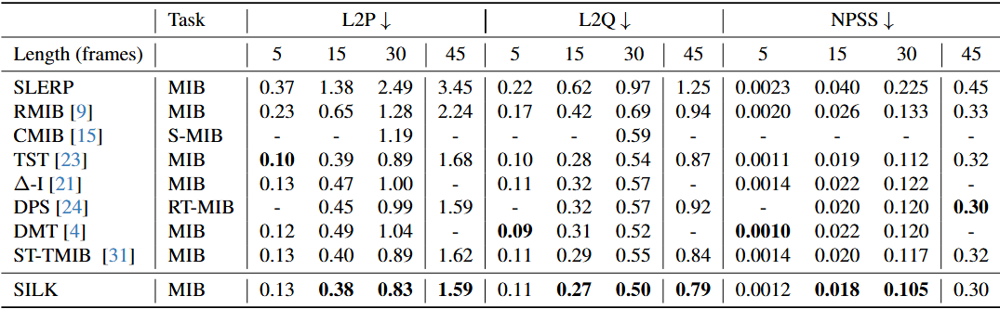 Task L2P ↓ L2Q ↓ NPSS ↓
Length (frames) 5 15 30 45 5 15 30 45 5 15 30 45
SLERP MIB 0.37 1.38 2.49 3.45 0.22 0.62 0.97 1.25 0.0023 0.040 0.225 0.45
RMIB [9] MIB 0.23 0.65 1.28 2.24 0.17 0.42 0.69 0.94 0.0020 0.026 0.133 0.33
CMIB [15] S-MIB - - 1.19 - - 0.59 - - -
TST [23] MIB 0.10 0.39 0.89 1.68 0.10 0.28 0.54 0.87 0.0011 0.019 0.112 0.32
Δ-I [21] MIB 0.13 0.47 1.00 - 0.11 0.32 0.57 - 0.0014 0.022 0.122 -
DPS [24] RT-MIB - 0.45 0.99 1.59 - 0.32 0.57 0.92 - 0.020 0.120 0.30
DMT [4] MIB 0.12 0.49 1.04 - 0.09 0.31 0.52 - 0.0010 0.022 0.120 -
ST-TMIB [31] MIB 0.13 0.40 0.89 1.62 0.11 0.29 0.55 0.84 0.0014 0.020 0.117 0.32
SILK MIB 0.13 0.38 0.83 1.59 0.11 0.27 0.50 0.79 0.0012 0.018 0.105 0.30